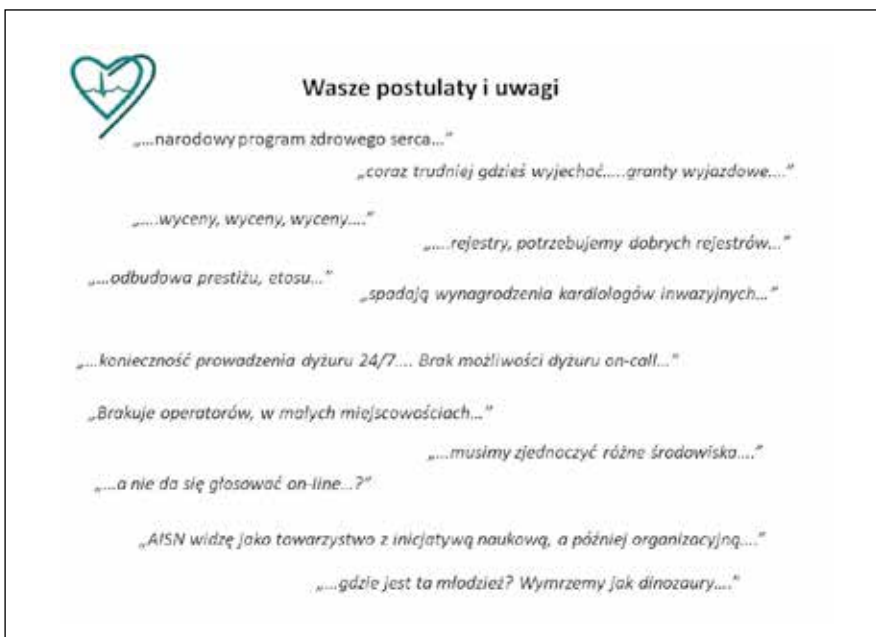 Wasze postulaty i uwagi
„...narodowy program zdrowego serca...”
„coraz trudniej gdzieś wyjechać.....granty wyjazdowe....”
„.....wyceny, wyceny, wyceny....”
„.....rejestry, potrzebujemy dobrych rejestrów...”
„...odbudowa prestiżu, etosu...”
„spadają wynagrodzenia kardiologów inwazyjnych...”
„...konieczność prowadzenia dyżuru 24/7.... Brak możliwości dyżuru on-call...”
„Brakuje operatorów, w małych miejscowościach...”
„...musimy zjednoczyć różne środowiska....”
„...a nie da się głosować on-line...?”
„AISN widzę jako towarzystwo z inicjatywą naukową, a później organizacyjną....”
„...gdzie jest ta młodzież? Wymrzemy jak dinozaury....”